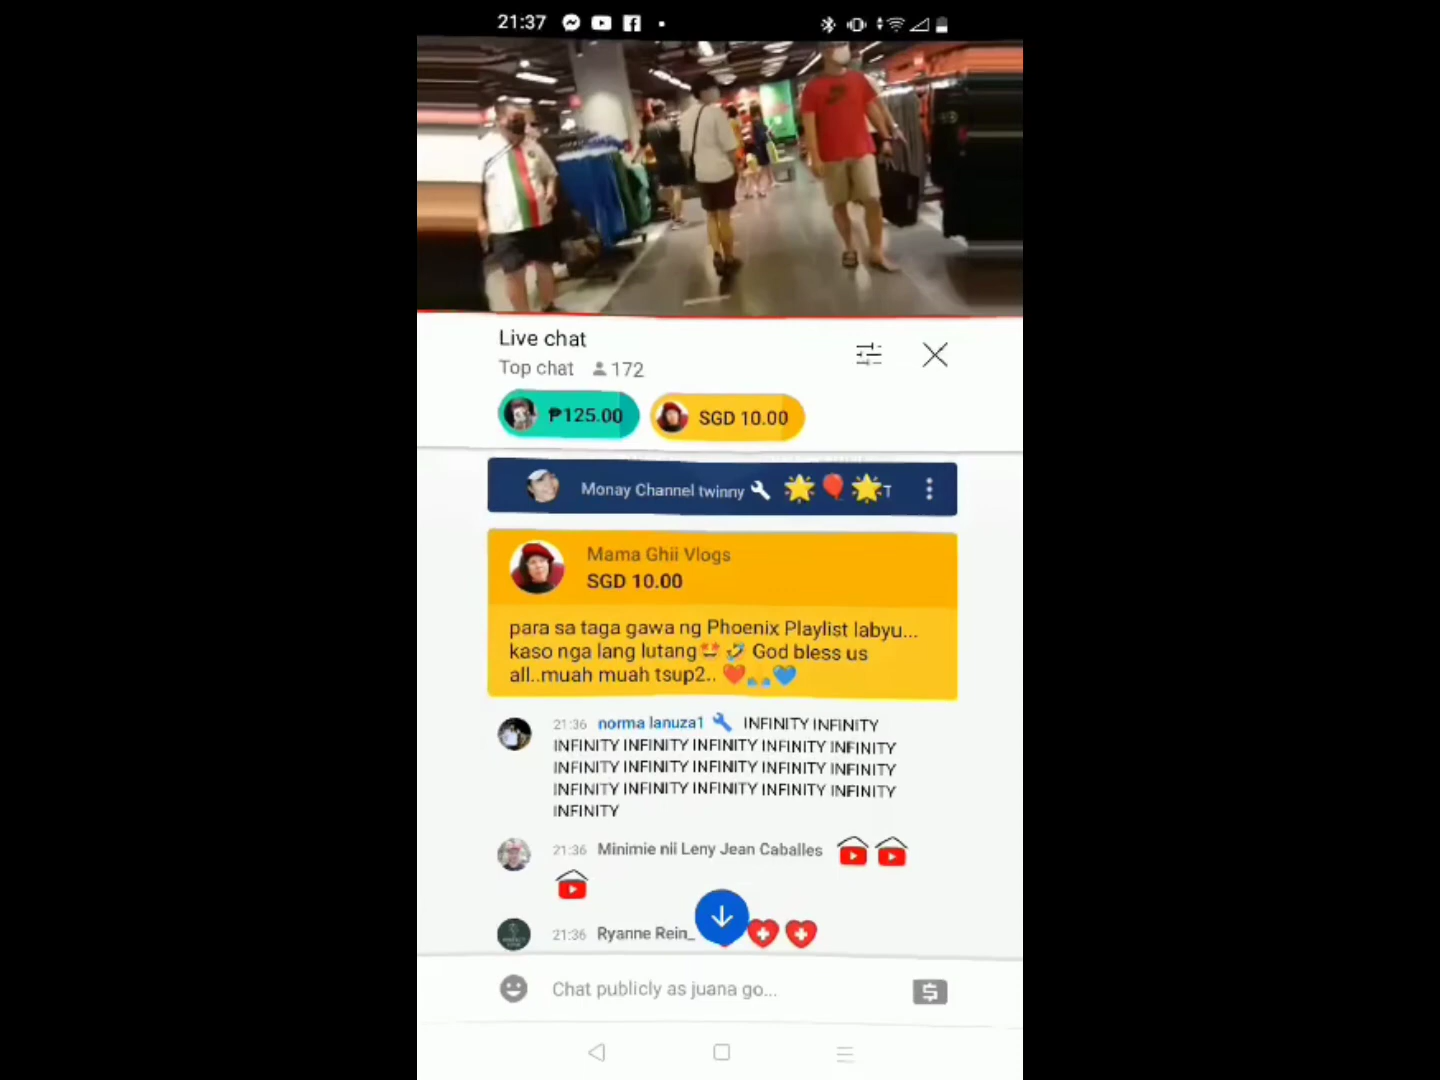 21:37
Live chat
Top chat 172
₱125.00 SGD 10.00
Monay Channel twinny T
Mama Ghii Vlogs
SGD 10.00
para sa taga gawa ng Phoenix Playlist labyu...
kaso nga lang lutang🤩🤣 God bless us
all..muah muah tsup2.. ❤️🙏💙
21:36 norma lanuza1 INFINITY INFINITY
INFINITY INFINITY INFINITY INFINITY INFINITY
INFINITY INFINITY INFINITY INFINITY INFINITY
INFINITY INFINITY INFINITY INFINITY INFINITY
INFINITY
21:36 Minimie nii Leny Jean Caballes
21:36 Ryanne Rein_
Chat publicly as juana go...